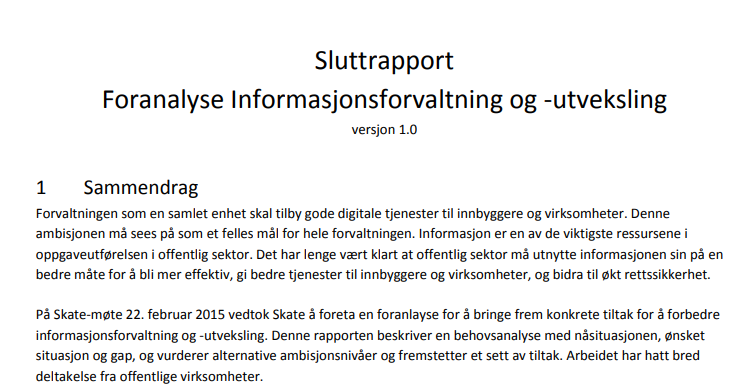 Sluttrapport
Foranalyse Informasjonsforvaltning og -utveksling
versjon 1.0
1 Sammendrag
Forvaltningen som en samlet enhet skal tilby gode digitale tjenester til innbyggere og virksomheter. Denne
ambisjonen må sees på som et felles mål for hele forvaltningen. Informasjon er en av de viktigste ressursene i
oppgaveutførelsen i offentlig sektor. Det har lenge vært klart at offentlig sektor må utnytte informasjonen sin på en
bedre måte for å bli mer effektiv, gi bedre tjenester til innbyggere og virksomheter, og bidra til økt rettssikkerhet.
På Skate-møte 22. februar 2015 vedtok Skate å foreta en foranlayse for å bringe frem konkrete tiltak for å forbedre
informasjonsforvaltning og -utveksling. Denne rapporten beskriver en behovsanalyse med nåsituasjonen, ønsket
situasjon og gap, og vurderer alternative ambisjonsnivåer og fremstetter et sett av tiltak. Arbeidet har hatt bred
deltakelse fra offentlige virksomheter.